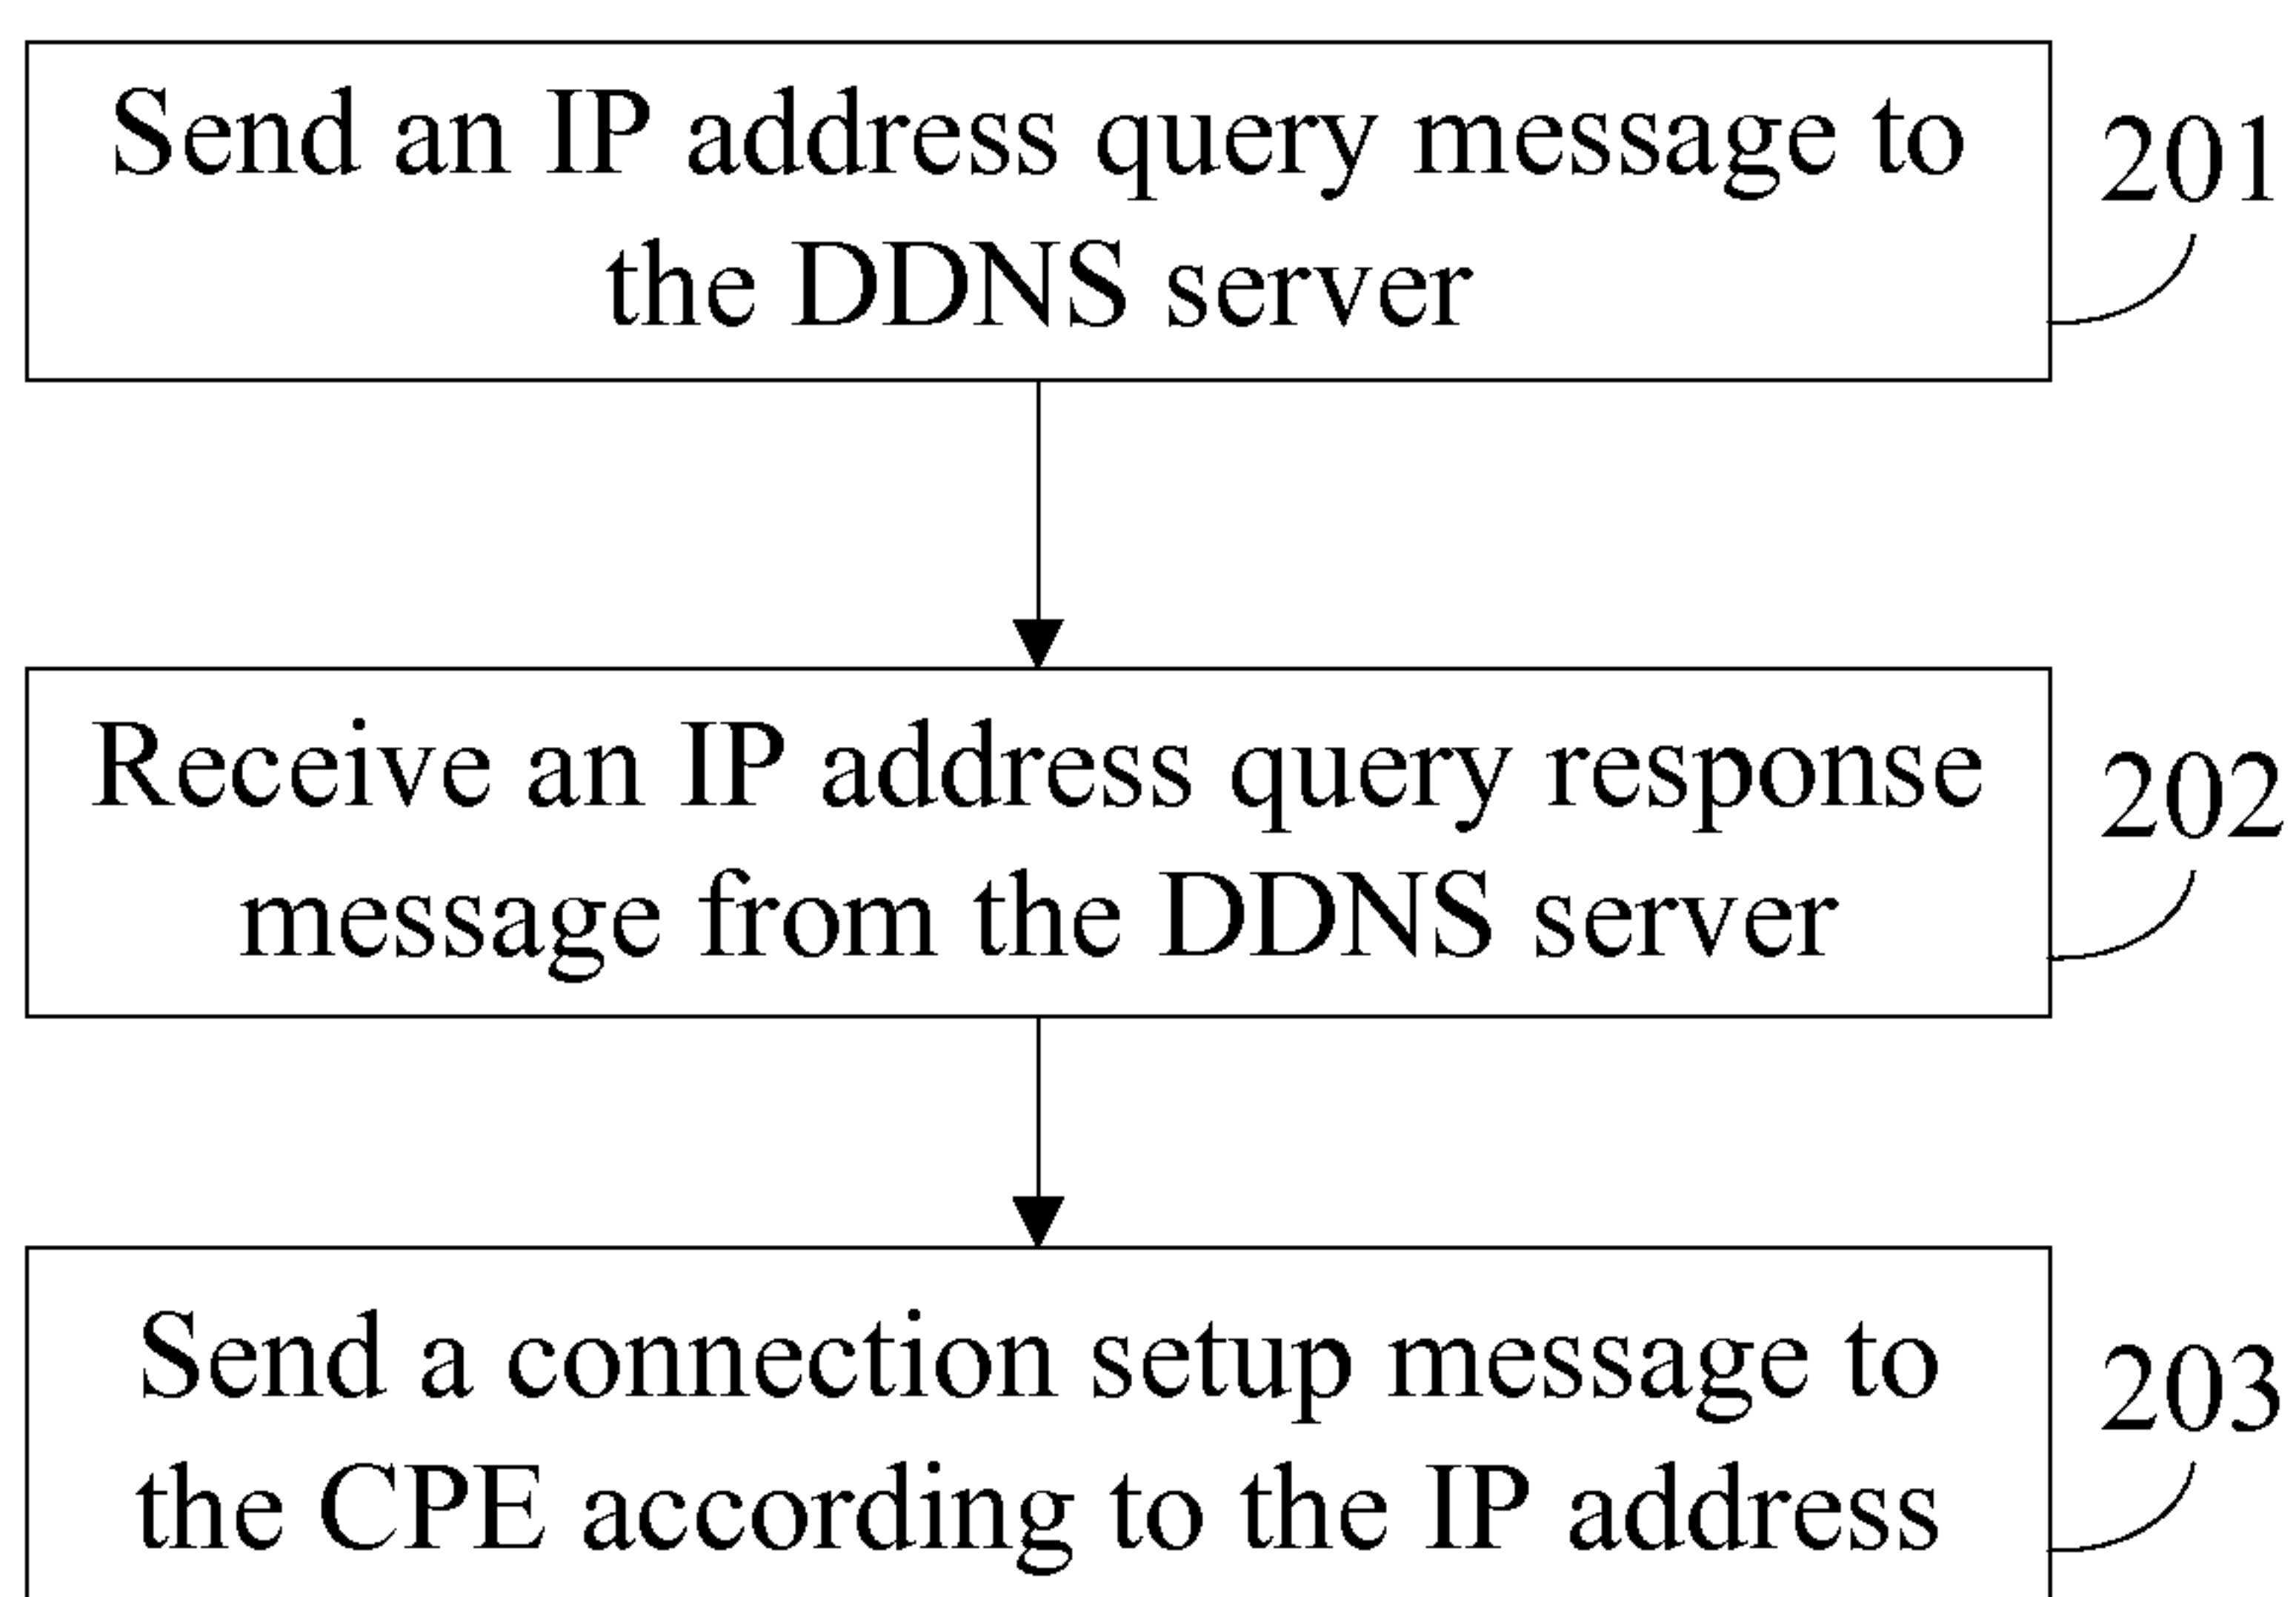 Send an IP address query message to
the DDNS server
201
Receive an IP address query response
message from the DDNS server
202
Send a connection setup message to
the CPE according to the IP address
203